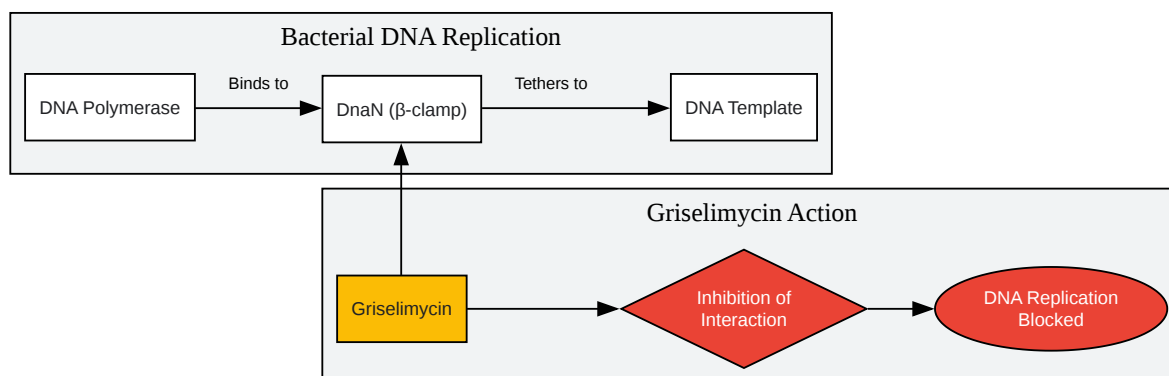 Bacterial DNA Replication
DNA Polymerase
Binds to
DnaN (β-clamp)
Tethers to
DNA Template
Griselimycin Action
Griselimycin
Inhibition of
Interaction
DNA Replication
Blocked